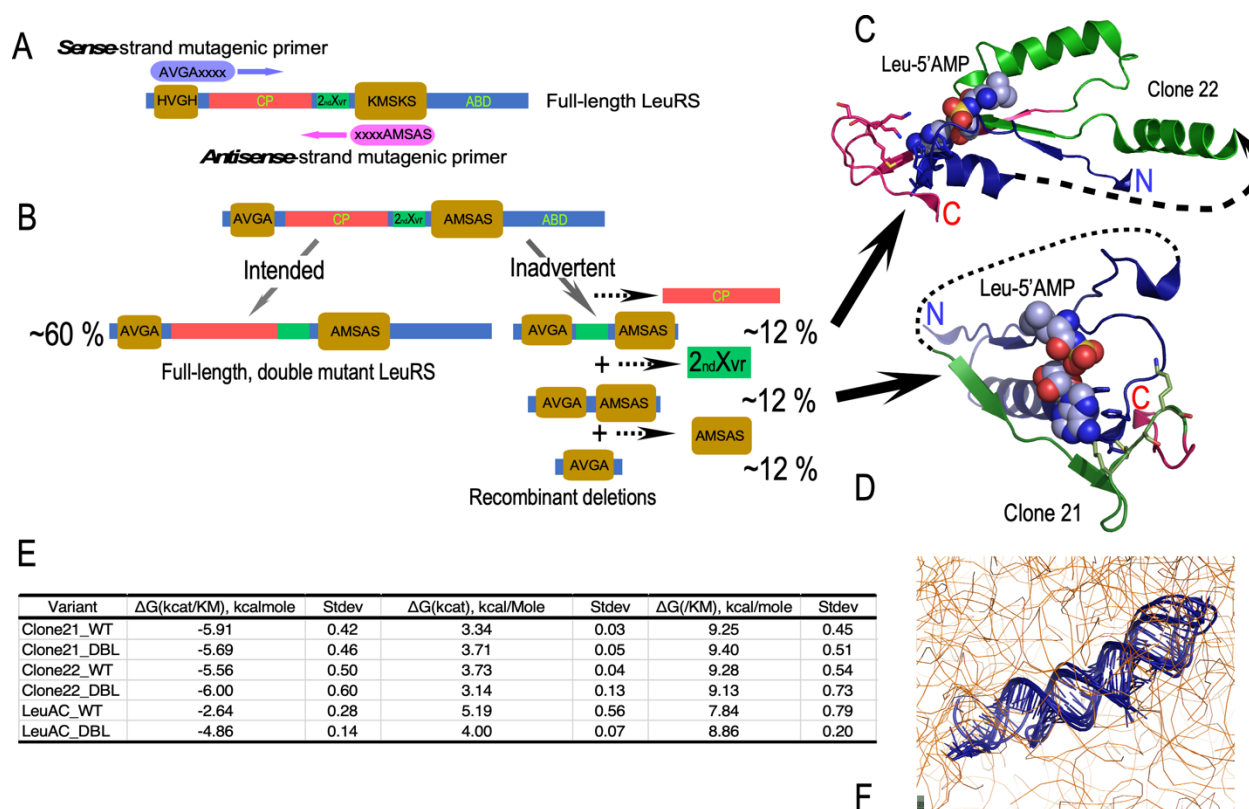 A
Sense-strand mutagenic primer
AVGAxxxx
HVGH CP 2ndXvr KMSKS ABD Full-length LeuRS
xxxxAMSAS
Antisense-strand mutagenic primer
B
AVGA CP 2ndXvr AMSAS ABD
Intended Inadvertent
CP
~60 % AVGA AMSAS
Full-length, double mutant LeuRS
AVGA AMSAS ~12 %
+ 2ndXvr
AVGA AMSAS ~12 %
+ AMSAS
AVGA ~12 %
Recombinant deletions
C
Leu-5'AMP
Clone 22
N
C
Leu-5'AMP
N
C
D
Clone 21
E
Variant ΔG(kcat/KM), kcalmole Stdev ΔG(kcat), kcal/Mole Stdev ΔG(/KM), kcal/mole Stdev
Clone21_WT -5.91 0.42 3.34 0.03 9.25 0.45
Clone21_DBL -5.69 0.46 3.71 0.05 9.40 0.51
Clone22_WT -5.56 0.50 3.73 0.04 9.28 0.54
Clone22_DBL -6.00 0.60 3.14 0.13 9.13 0.73
LeuAC_WT -2.64 0.28 5.19 0.56 7.84 0.79
LeuAC_DBL -4.86 0.14 4.00 0.07 8.86 0.20
F